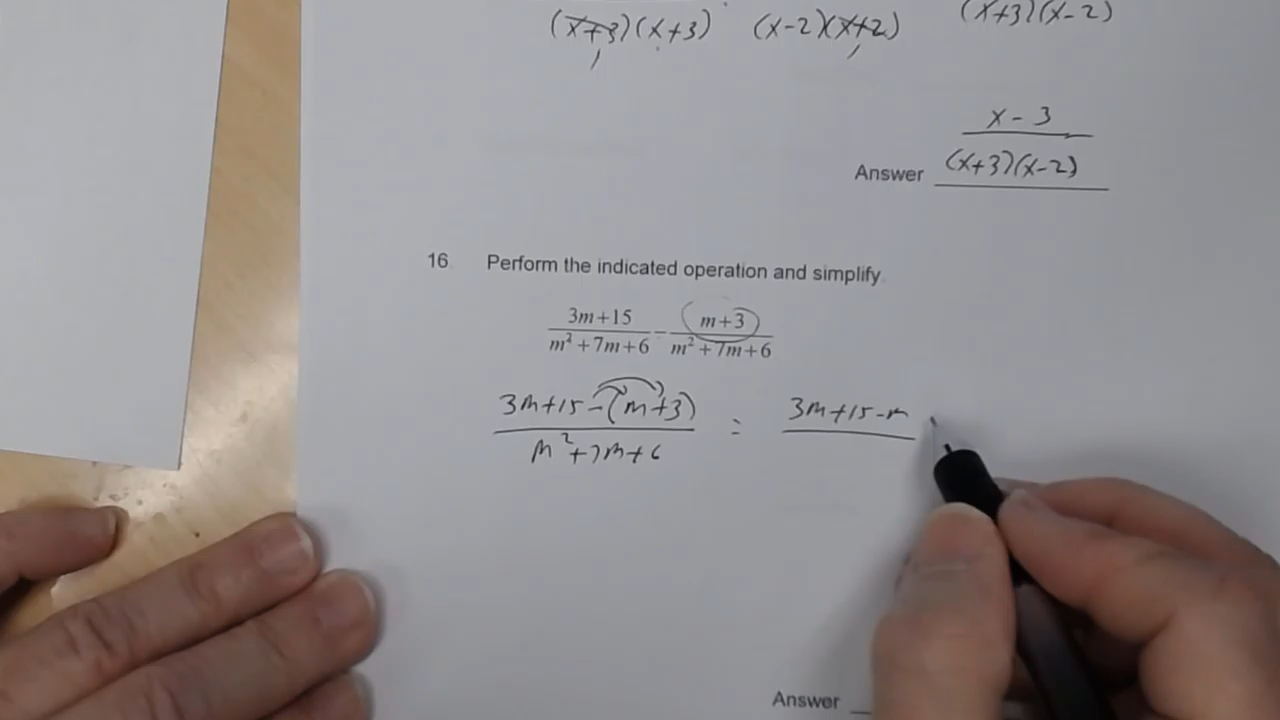 (x+3)(x+3) (x-2)(x+2) (x+3)(x-2)
x - 3
Answer (x+3)(x-2)
16. Perform the indicated operation and simplify.
3m+15 / m²+7m+6 − m+3 / m²+7m+6
3m+15-(m+3) / m²+7m+6 = 3m+15-m
Answer